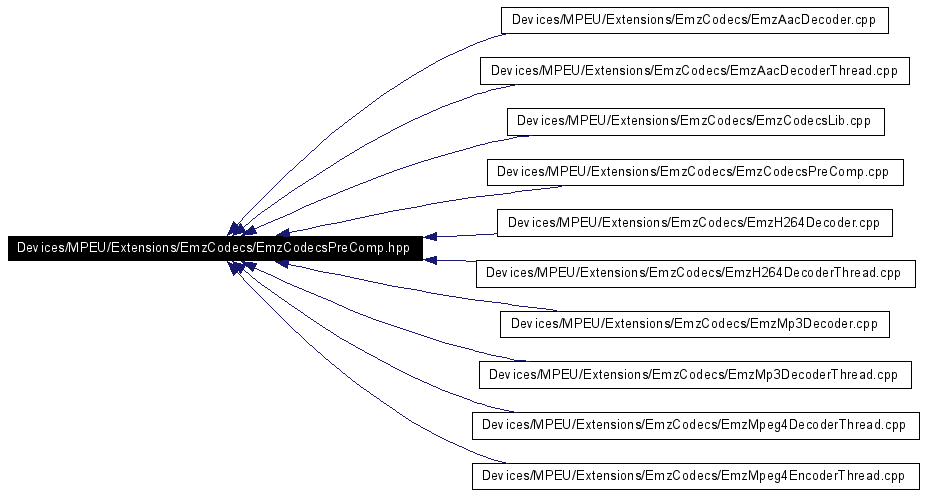 Devices/MPEU/Extensions/EmzCodecs/EmzAacDecoder.cpp
Devices/MPEU/Extensions/EmzCodecs/EmzAacDecoderThread.cpp
Devices/MPEU/Extensions/EmzCodecs/EmzCodecsLib.cpp
Devices/MPEU/Extensions/EmzCodecs/EmzCodecsPreComp.cpp
Devices/MPEU/Extensions/EmzCodecs/EmzH264Decoder.cpp
Devices/MPEU/Extensions/EmzCodecs/EmzCodecsPreComp.hpp
Devices/MPEU/Extensions/EmzCodecs/EmzH264DecoderThread.cpp
Devices/MPEU/Extensions/EmzCodecs/EmzMp3Decoder.cpp
Devices/MPEU/Extensions/EmzCodecs/EmzMp3DecoderThread.cpp
Devices/MPEU/Extensions/EmzCodecs/EmzMpeg4DecoderThread.cpp
Devices/MPEU/Extensions/EmzCodecs/EmzMpeg4EncoderThread.cpp